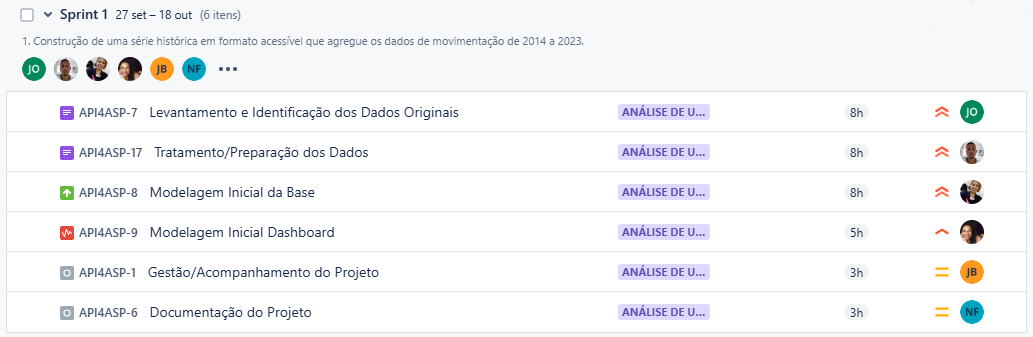 Sprint 1 27 set – 18 out (6 itens)
1. Construção de uma série histórica em formato acessível que agregue os dados de movimentação de 2014 a 2023.
JO JB NF •••
API4ASP-7 Levantamento e Identificação dos Dados Originais ANÁLISE DE U... 8h JO
API4ASP-17 Tratamento/Preparação dos Dados ANÁLISE DE U... 8h
API4ASP-8 Modelagem Inicial da Base ANÁLISE DE U... 8h
API4ASP-9 Modelagem Inicial Dashboard ANÁLISE DE U... 5h
API4ASP-1 Gestão/Acompanhamento do Projeto ANÁLISE DE U... 3h JB
API4ASP-6 Documentação do Projeto ANÁLISE DE U... 3h NF